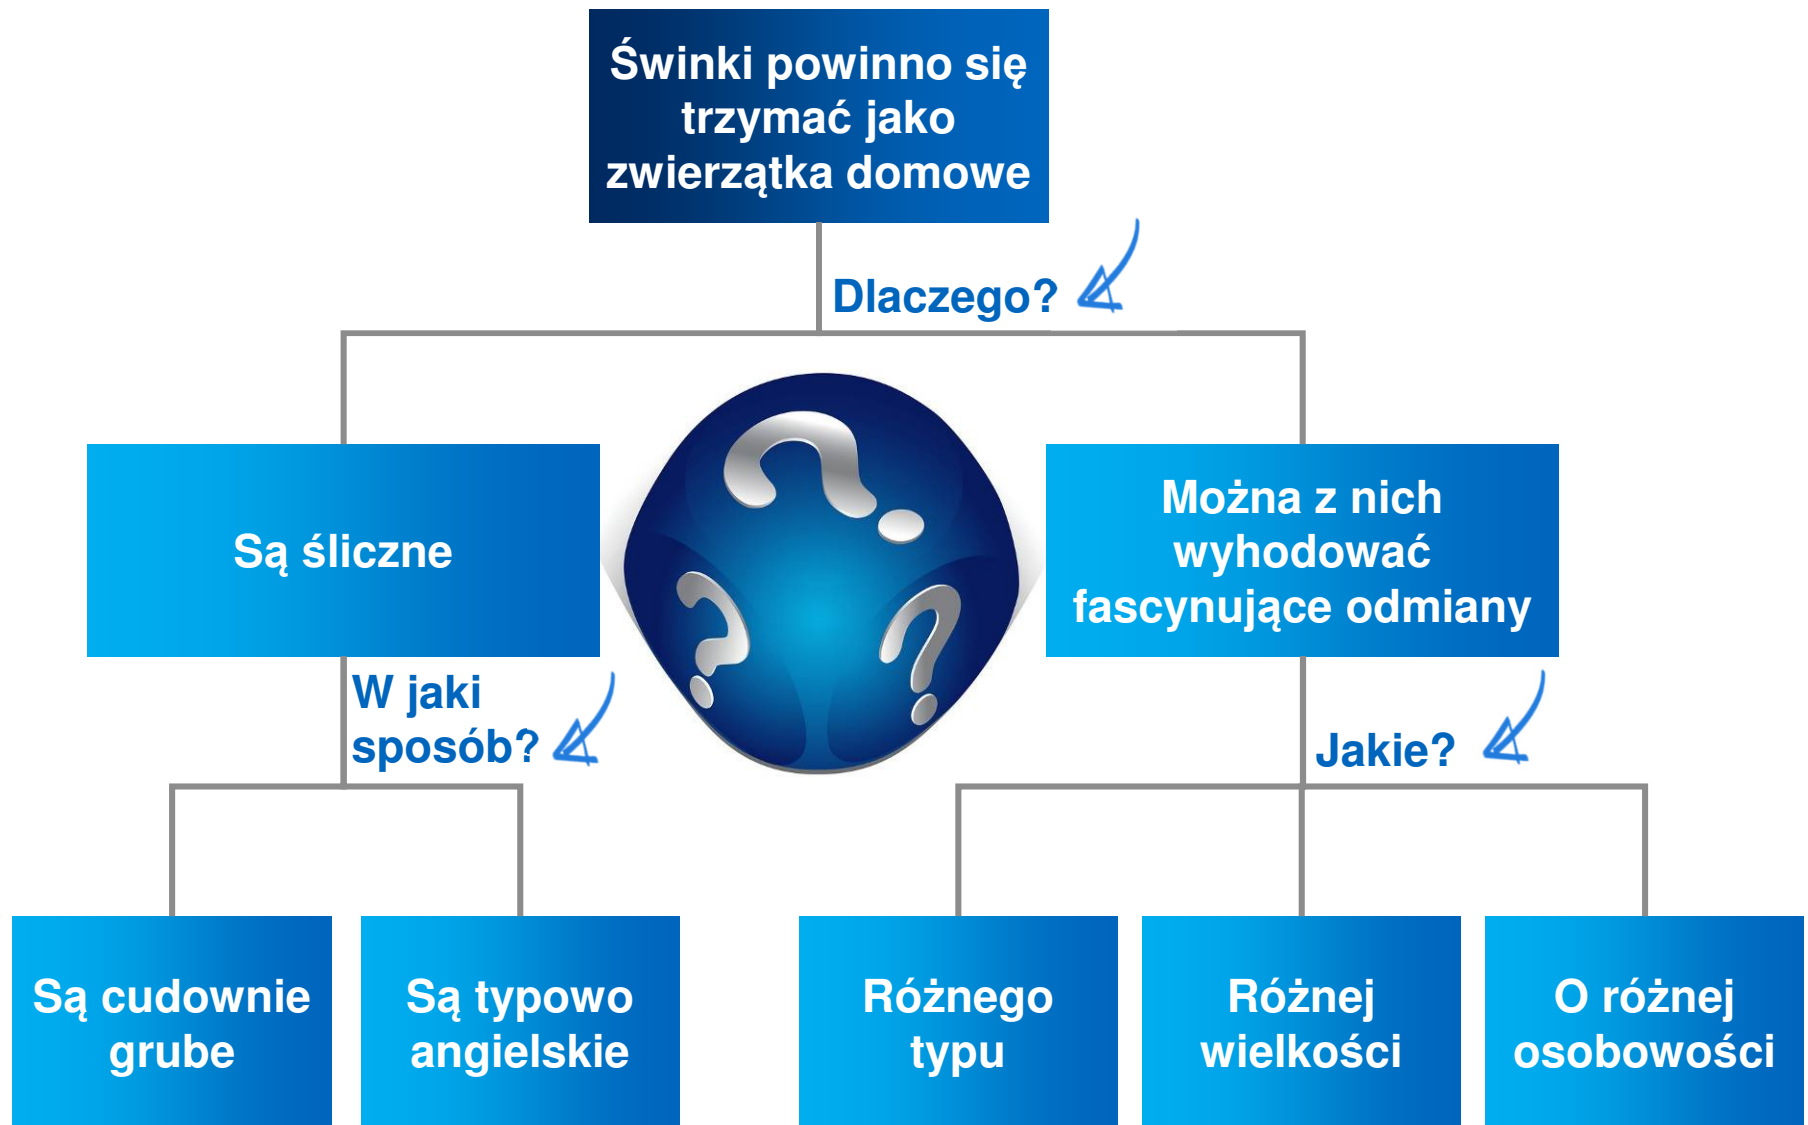 Świnki powinno się
trzymać jako
zwierzątka domowe
Dlaczego?
Są śliczne
Można z nich
wyhodować
fascynujące odmiany
W jaki
sposób?
Jakie?
Są cudownie
grube
Są typowo
angielskie
Różnego
typu
Różnej
wielkości
O różnej
osobowości